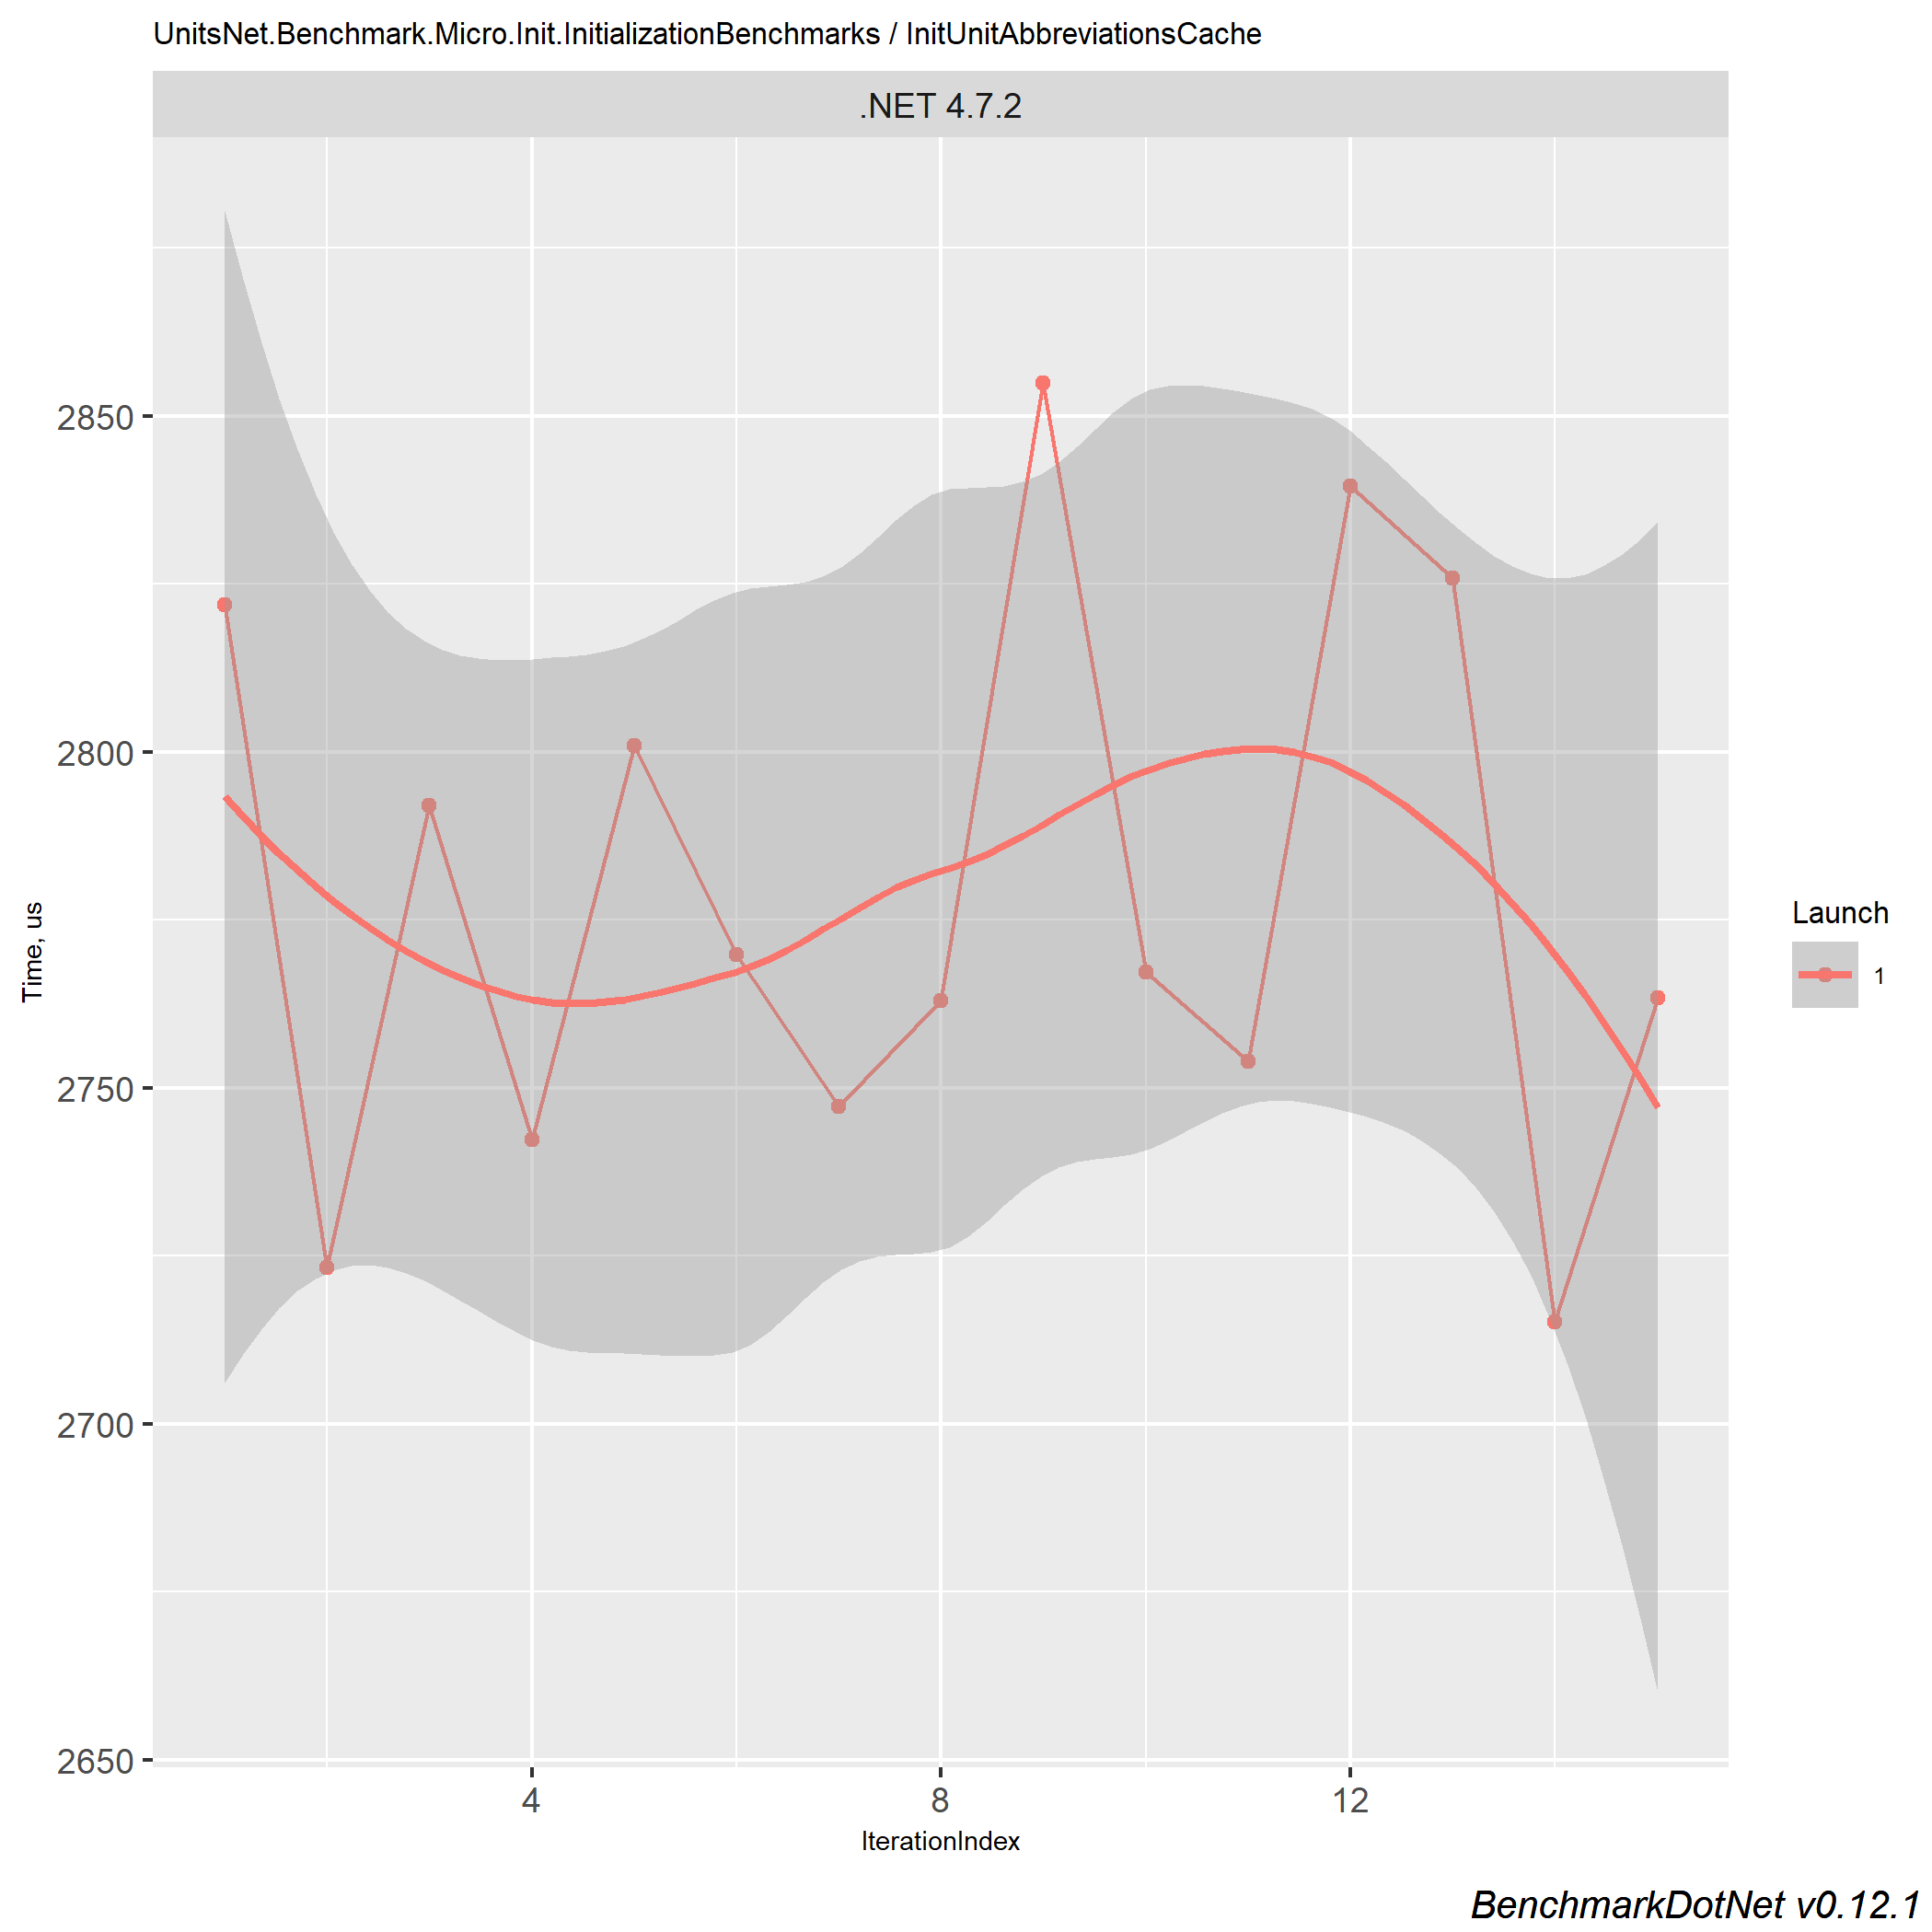 UnitsNet.Benchmark.Micro.Init.InitializationBenchmarks / InitUnitAbbreviationsCache
.NET 4.7.2
2850
2800
2750
2700
2650
Time, us
4
8
12
IterationIndex
Launch
1
BenchmarkDotNet v0.12.1